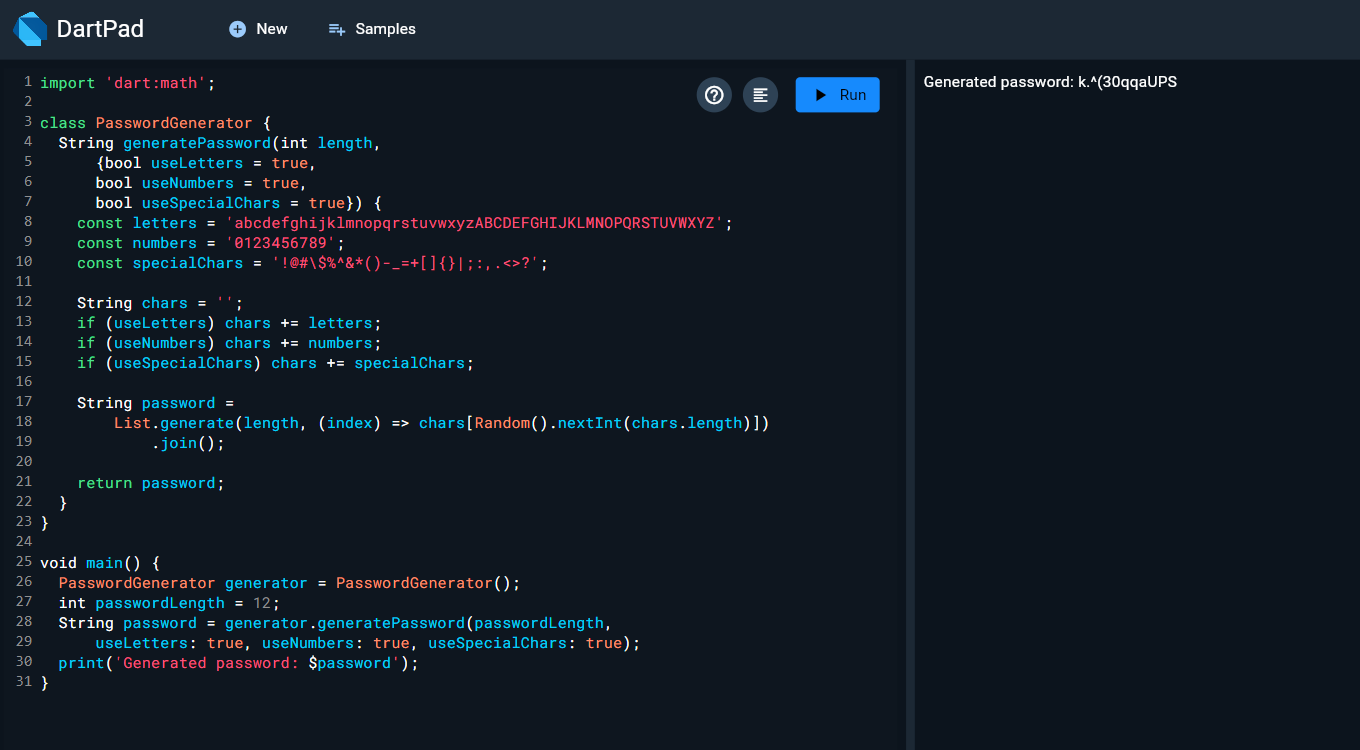 DartPad
New
Samples
1 import 'dart:math';
2
3 class PasswordGenerator {
4   String generatePassword(int length,
5       {bool useLetters = true,
6       bool useNumbers = true,
7       bool useSpecialChars = true}) {
8     const letters = 'abcdefghijklmnopqrstuvwxyzABCDEFGHIJKLMNOPQRSTUVWXYZ';
9     const numbers = '0123456789';
10     const specialChars = '!@#\$%^&*()-_=+[]{}|;:,.<>?';
11
12     String chars = '';
13     if (useLetters) chars += letters;
14     if (useNumbers) chars += numbers;
15     if (useSpecialChars) chars += specialChars;
16
17     String password =
18         List.generate(length, (index) => chars[Random().nextInt(chars.length)])
19             .join();
20
21     return password;
22   }
23 }
24
25 void main() {
26   PasswordGenerator generator = PasswordGenerator();
27   int passwordLength = 12;
28   String password = generator.generatePassword(passwordLength,
29       useLetters: true, useNumbers: true, useSpecialChars: true);
30   print('Generated password: $password');
31 }
Run
Generated password: k.^(30qqaUPS